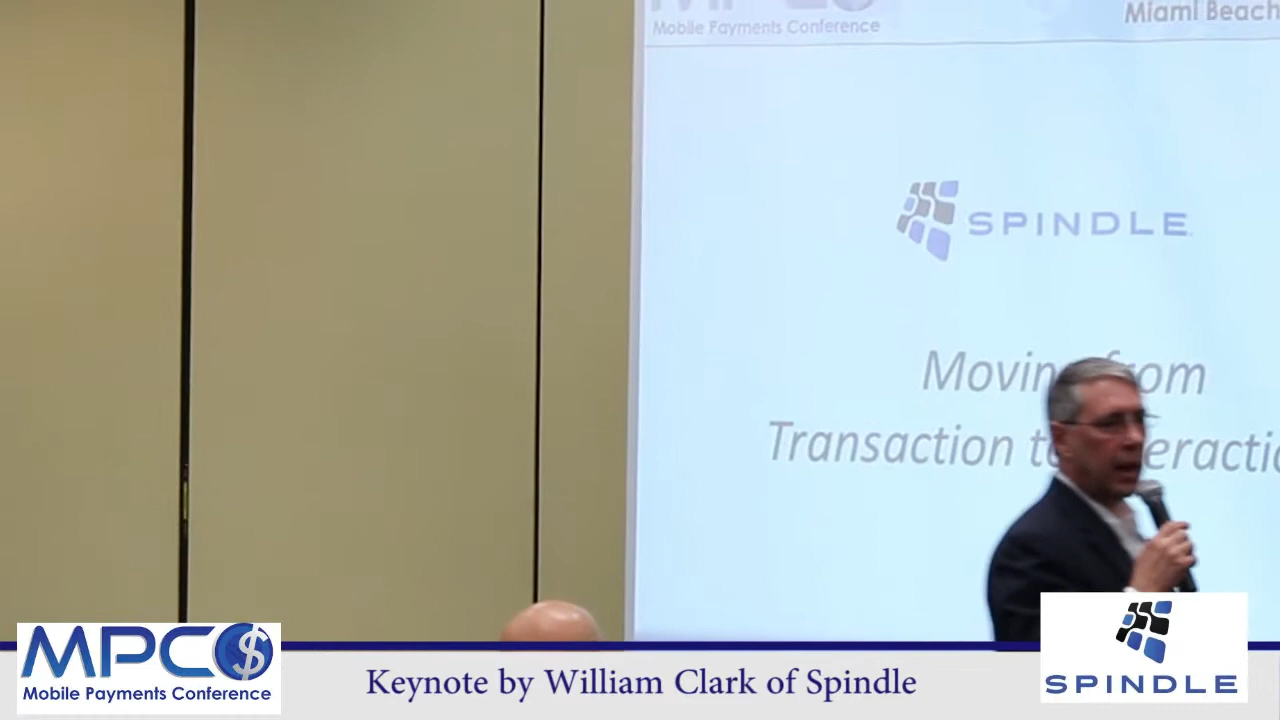 Mobile Payments Conference
Miami Beach
SPINDLE
Moving from
Transaction to
MPC$
Mobile Payments Conference
Keynote by William Clark of Spindle
SPINDLE